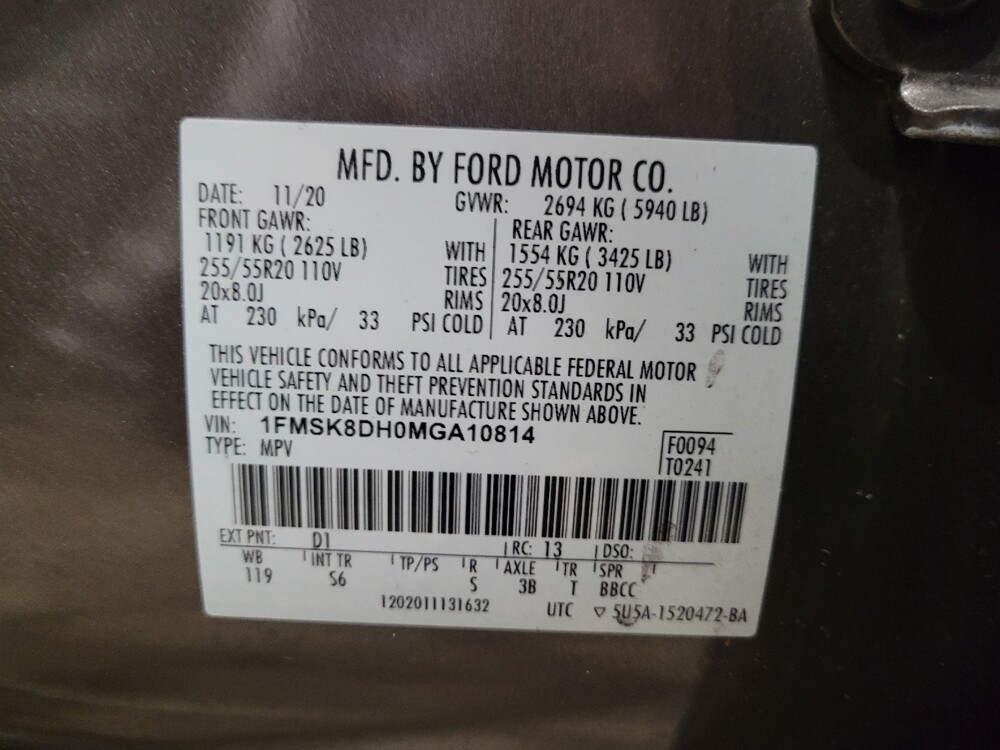 MFD. BY FORD MOTOR CO.
DATE: 11/20 GVWR: 2694 KG ( 5940 LB)
FRONT GAWR: REAR GAWR:
1191 KG ( 2625 LB) WITH 1554 KG ( 3425 LB) WITH
255/55R20 110V TIRES 255/55R20 110V TIRES
20x8.0J RIMS 20x8.0J RIMS
AT 230 kPa/ 33 PSI COLD AT 230 kPa/ 33 PSI COLD
THIS VEHICLE CONFORMS TO ALL APPLICABLE FEDERAL MOTOR
VEHICLE SAFETY AND THEFT PREVENTION STANDARDS IN
EFFECT ON THE DATE OF MANUFACTURE SHOWN ABOVE.
VIN: 1FMSK8DH0MGA10814
TYPE: MPV
F0094
T0241
EXT PNT: D1 RC: 13 DSO:
WB INT TR TP/PS R AXLE TR SPR
119 S6 S 3B T BBCC
1202011131632 UTC ▽ 5U5A-1520472-BA